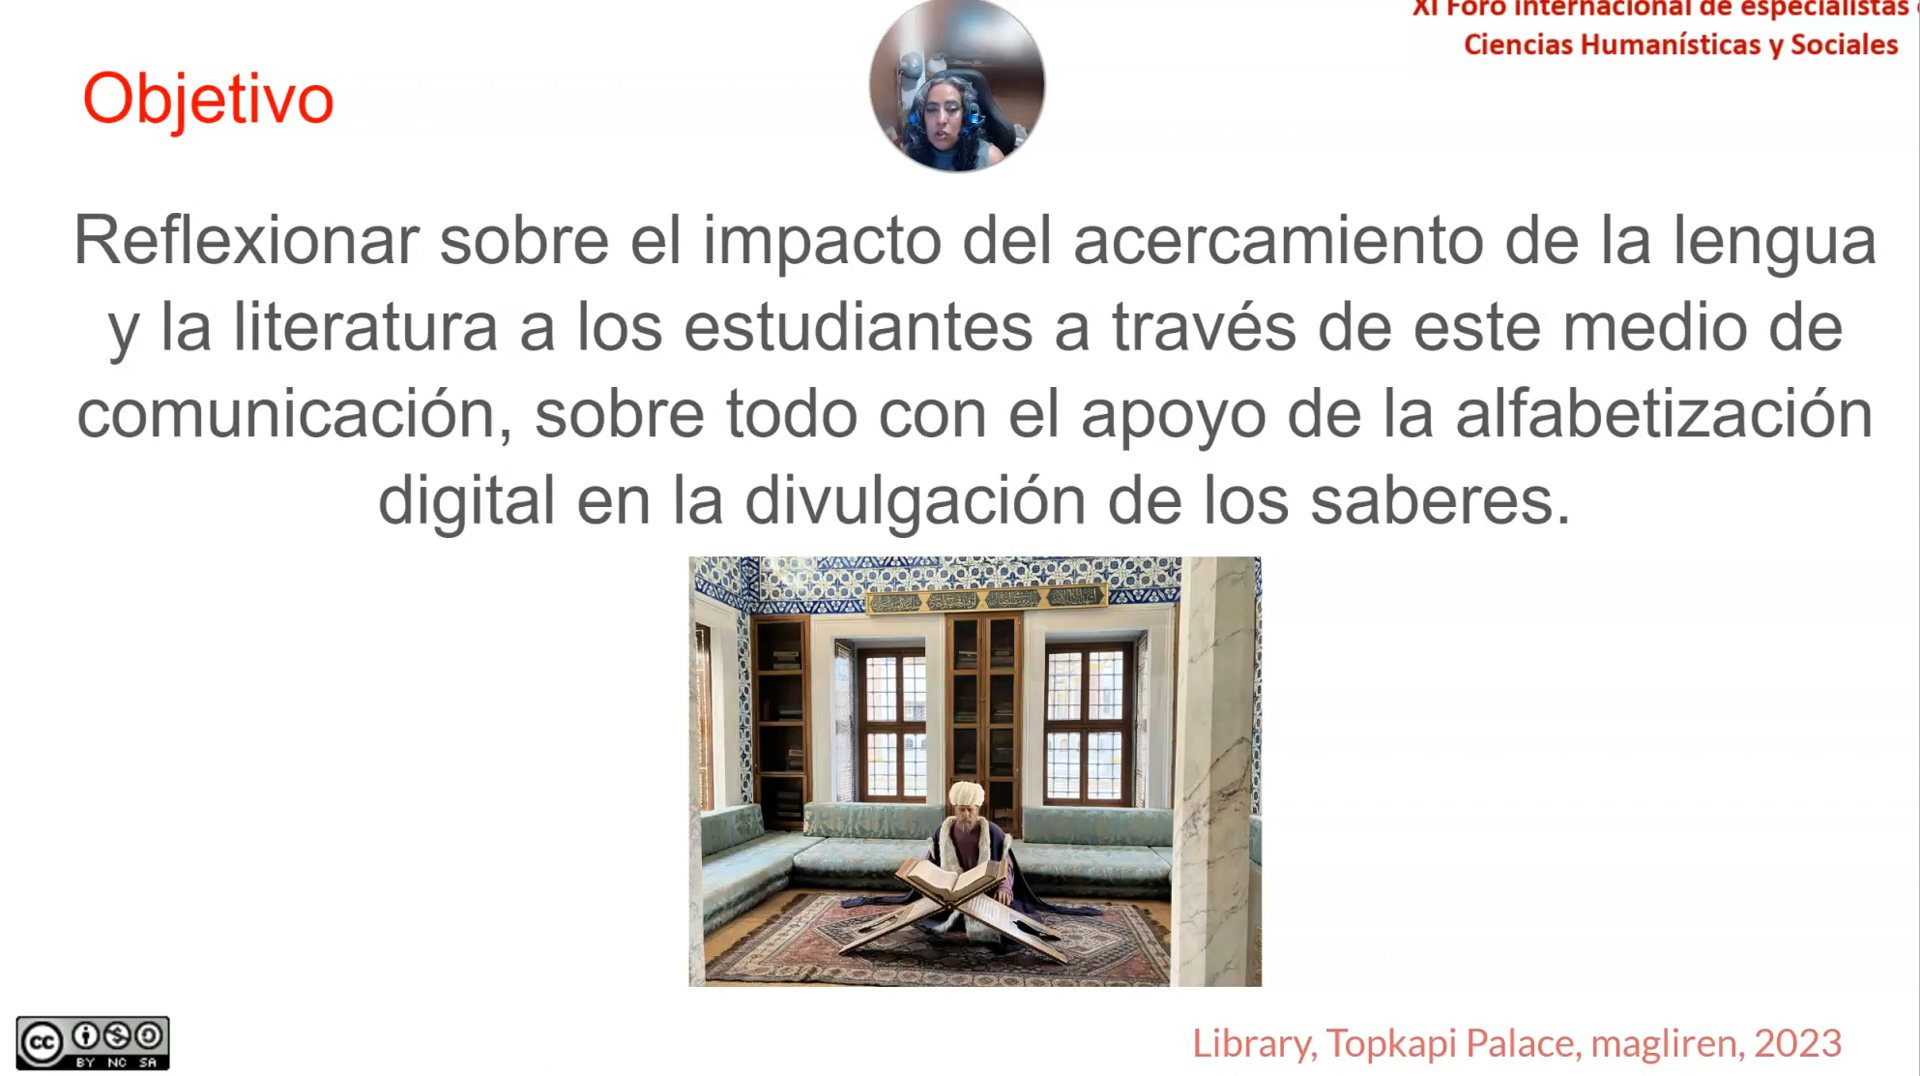 XI Foro internacional de especialistas
Ciencias Humanísticas y Sociales
Objetivo
Reflexionar sobre el impacto del acercamiento de la lengua
y la literatura a los estudiantes a través de este medio de
comunicación, sobre todo con el apoyo de la alfabetización
digital en la divulgación de los saberes.
cc
BY NC SA
Library, Topkapi Palace, magliren, 2023